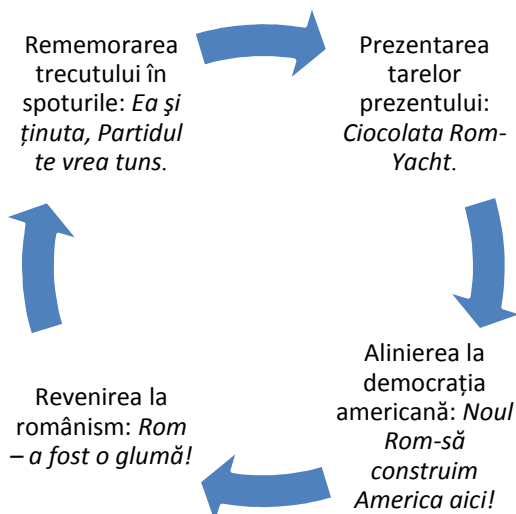 Rememorarea
trecutului în
spoturile: Ea şi
ținuta, Partidul
te vrea tuns.
Prezentarea
tarelor
prezentului:
Ciocolata Rom-
Yacht.
Alinierea la
democrația
americană: Noul
Rom-să
construim
America aici!
Revenirea la
românism: Rom
– a fost o glumă!